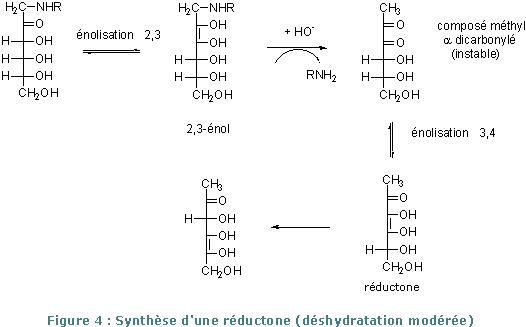 H₂C–NHR
O
H OH
H OH
H OH
CH₂OH
énolisation 2,3
H₂C–NHR
OH
OH
H OH
H OH
CH₂OH
2,3-énol
+ HO⁻
RNH₂
CH₃
O
O
H OH
H OH
CH₂OH
composé méthyl
α dicarbonylé
(instable)
énolisation 3,4
CH₃
O
OH
OH
H OH
CH₂OH
réductone
CH₃
O
H OH
OH
OH
CH₂OH
Figure 4 : Synthèse d'une réductone (déshydratation modérée)